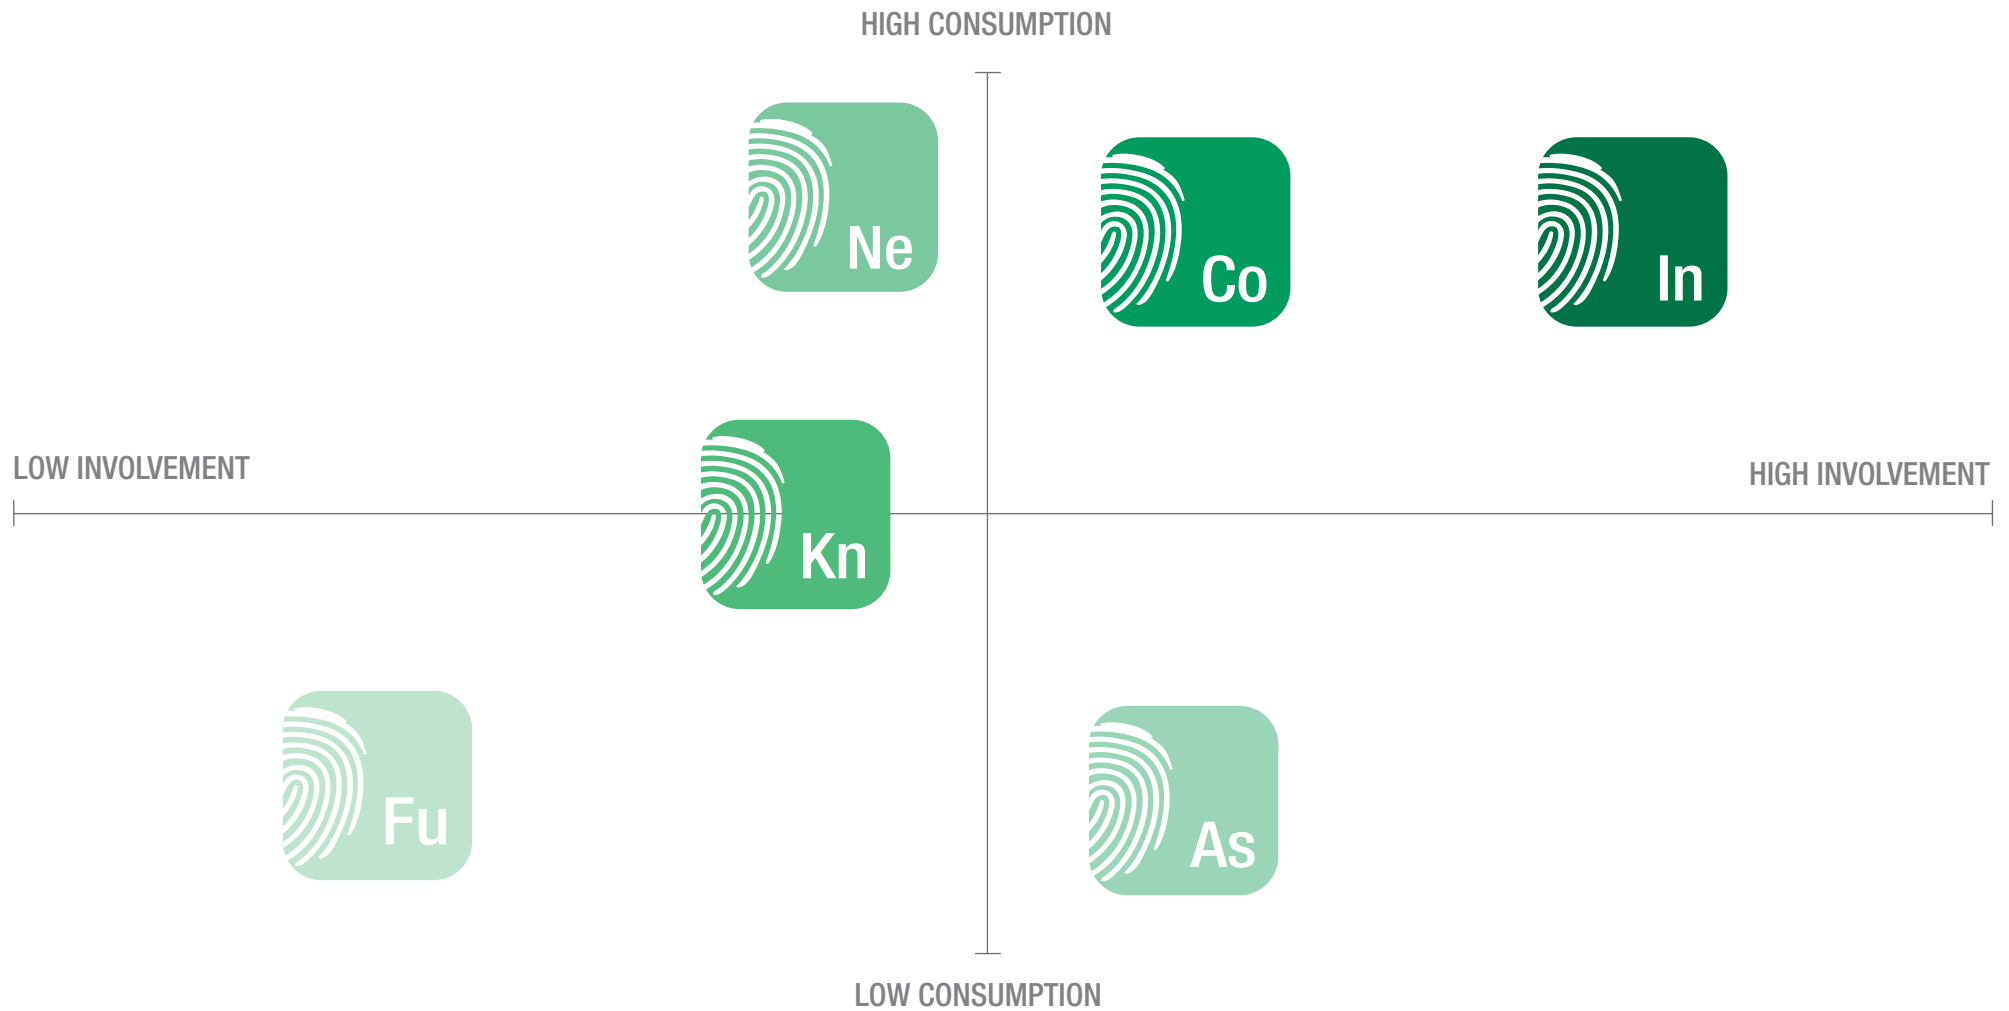 HIGH CONSUMPTION
Ne
Co
In
LOW INVOLVEMENT
HIGH INVOLVEMENT
Kn
Fu
As
LOW CONSUMPTION